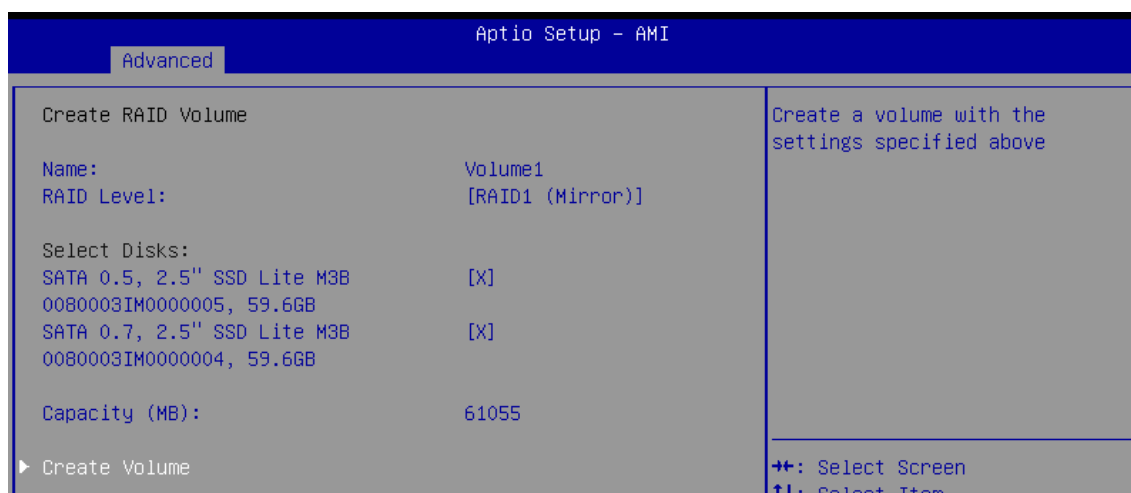 Aptio Setup – AMI
Advanced
Create RAID Volume
Name: Volume1
RAID Level: [RAID1 (Mirror)]
Select Disks:
SATA 0.5, 2.5" SSD Lite M3B [X]
0080003IM0000005, 59.6GB
SATA 0.7, 2.5" SSD Lite M3B [X]
0080003IM0000004, 59.6GB
Capacity (MB): 61055
Create Volume
Create a volume with the
settings specified above
→←: Select Screen
↑↓: Select Item